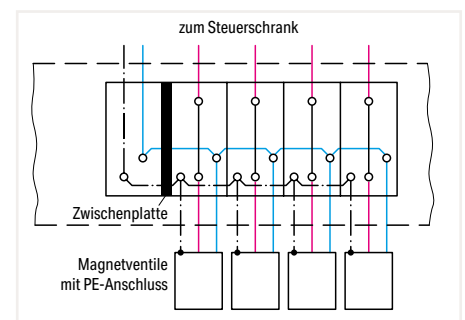 zum Steuerschrank
Zwischenplatte
Magnetventile
mit PE-Anschluss